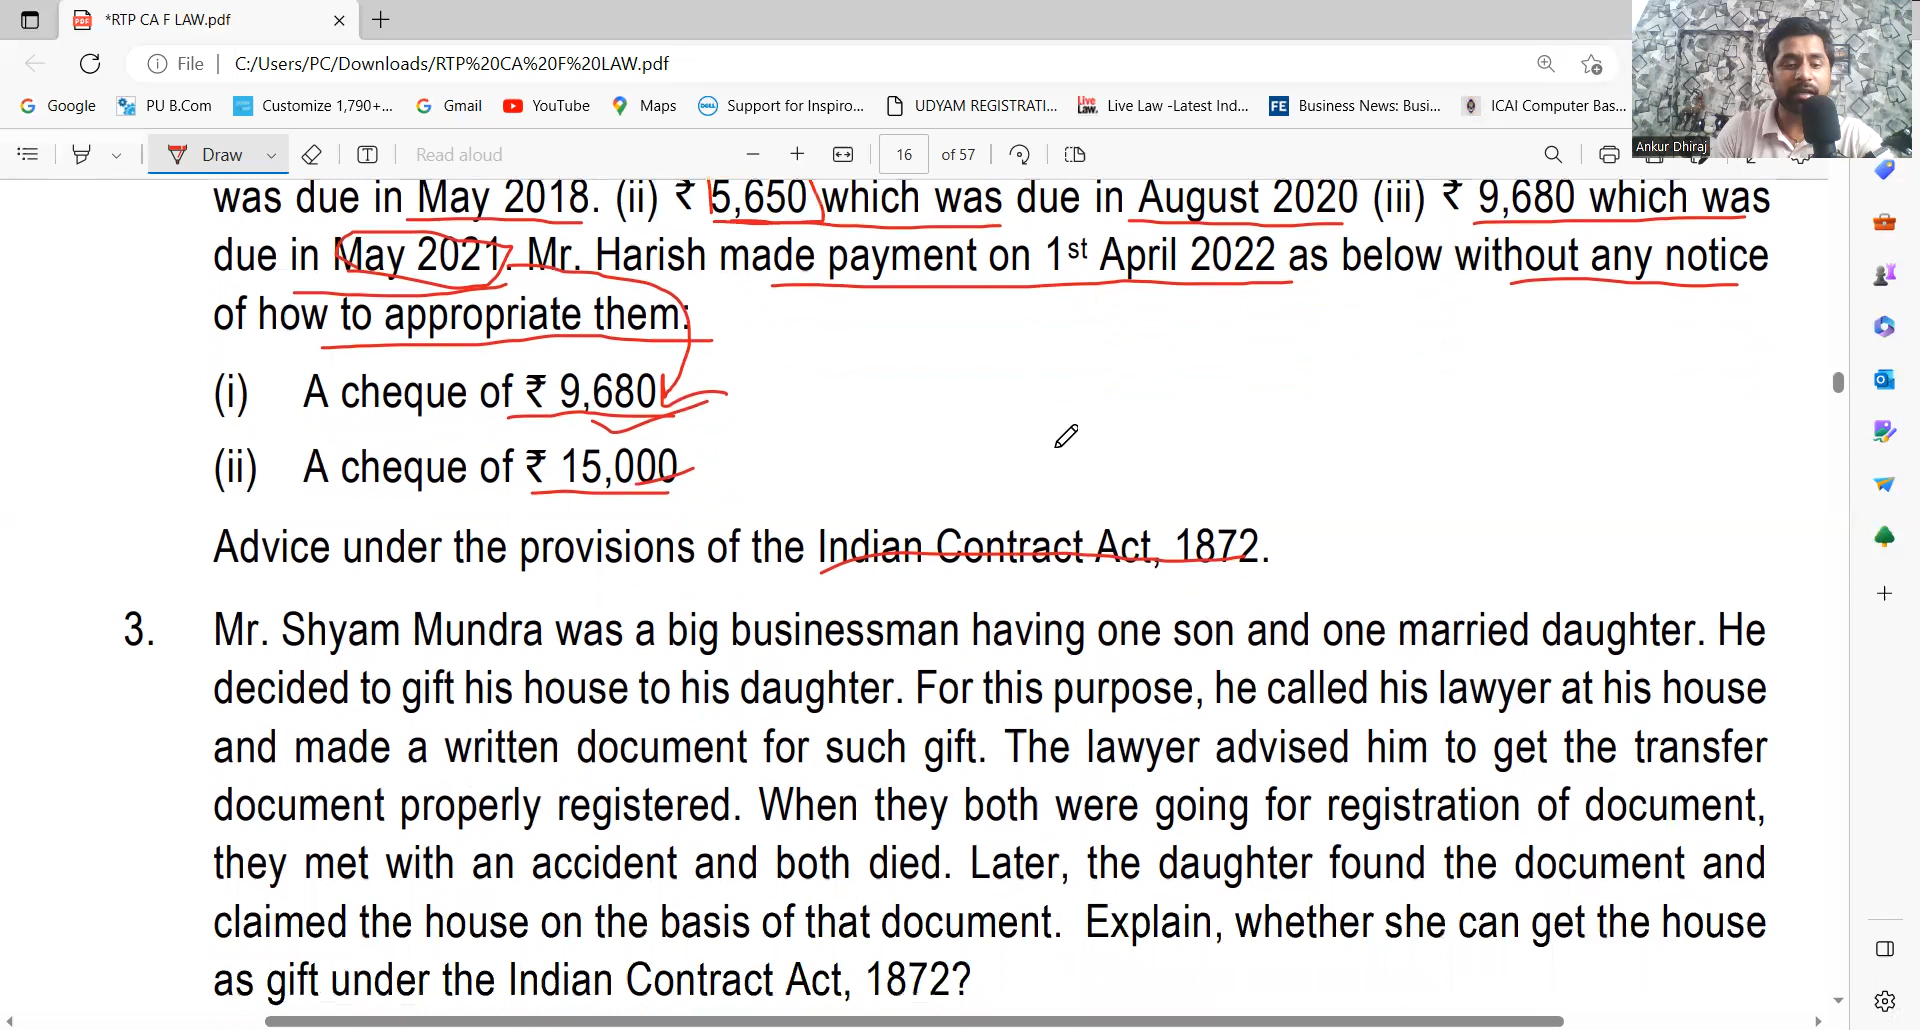 *RTP CA F LAW.pdf
File
C:/Users/PC/Downloads/RTP%20CA%20F%20LAW.pdf
Google PU B.Com Customize 1,790+... Gmail YouTube Maps Support for Inspiro... UDYAM REGISTRATI... Live Law -Latest Ind... Business News: Busi... ICAI Computer Bas...
Ankur Dhiraj
Draw Read aloud 16 of 57
was due in May 2018. (ii) ₹ 5,650 which was due in August 2020 (iii) ₹ 9,680 which was
due in May 2021. Mr. Harish made payment on 1st April 2022 as below without any notice
of how to appropriate them:
(i) A cheque of ₹ 9,680
(ii) A cheque of ₹ 15,000
Advice under the provisions of the Indian Contract Act, 1872.
3. Mr. Shyam Mundra was a big businessman having one son and one married daughter. He
decided to gift his house to his daughter. For this purpose, he called his lawyer at his house
and made a written document for such gift. The lawyer advised him to get the transfer
document properly registered. When they both were going for registration of document,
they met with an accident and both died. Later, the daughter found the document and
claimed the house on the basis of that document. Explain, whether she can get the house
as gift under the Indian Contract Act, 1872?